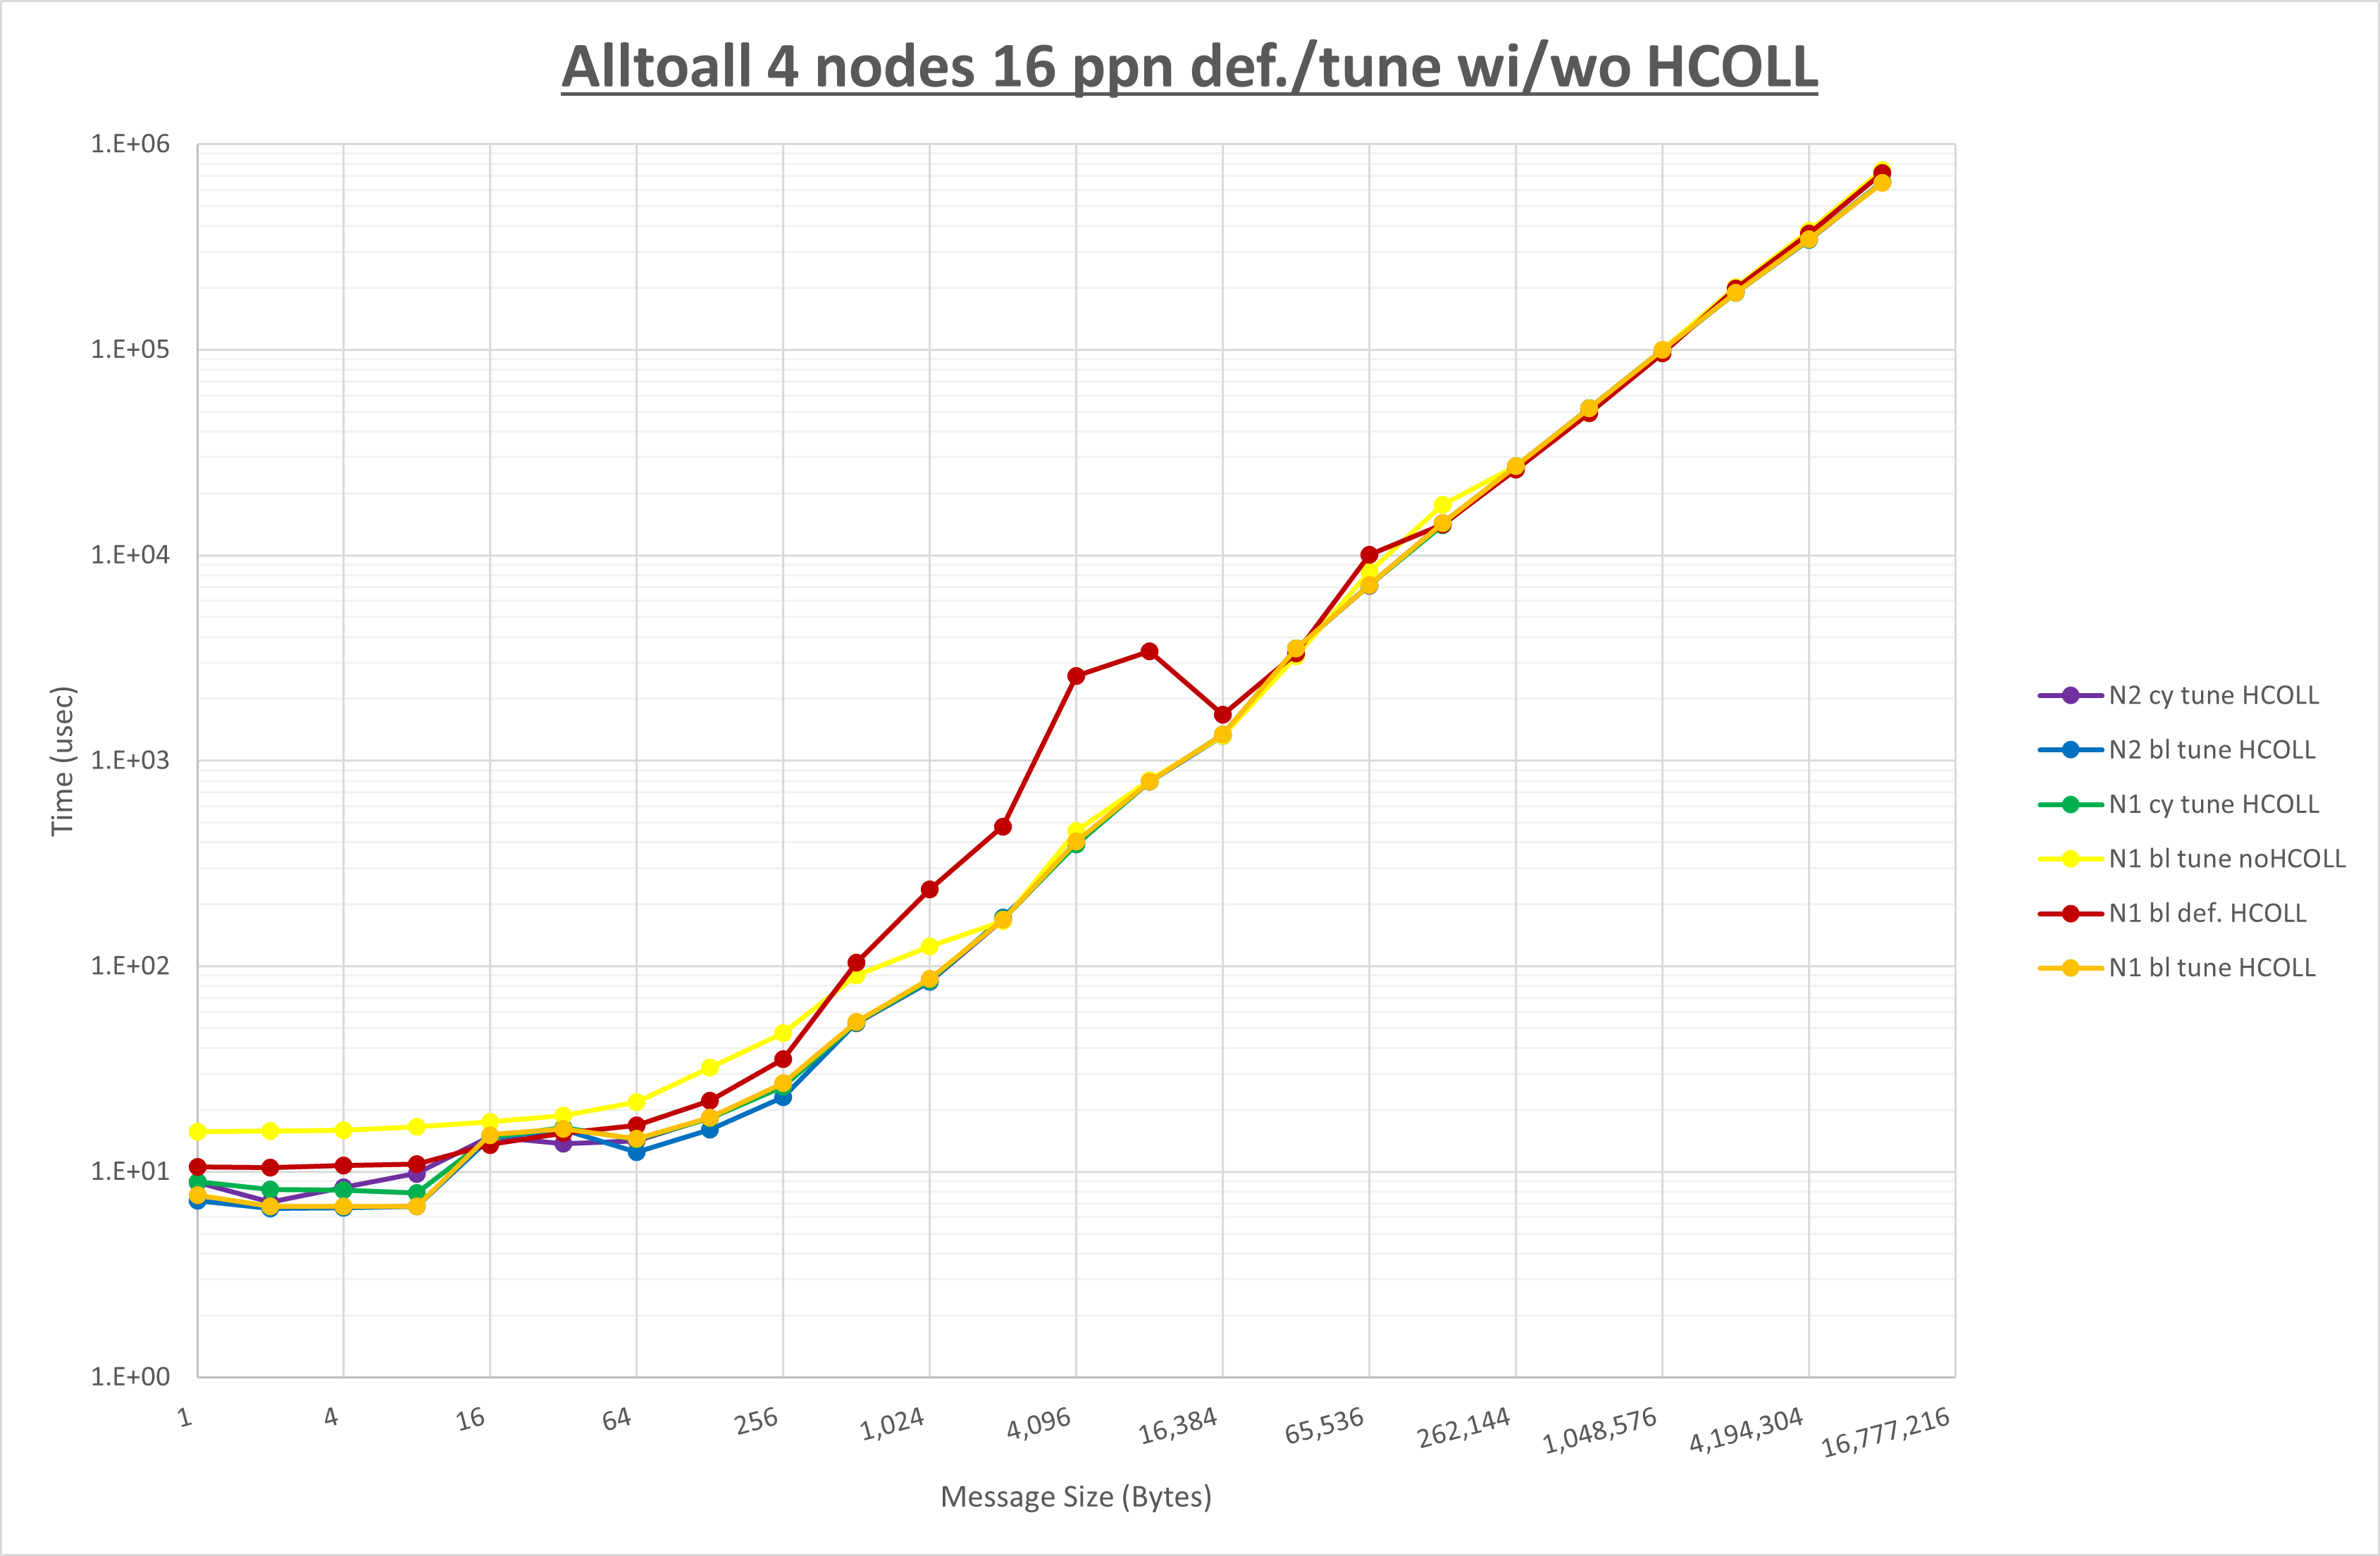 Alltoall 4 nodes 16 ppn def./tune wi/wo HCOLL
1.E+06
1.E+05
1.E+04
1.E+03
1.E+02
1.E+01
1.E+00
Time (usec)
1
4
16
64
256
1,024
4,096
16,384
65,536
262,144
1,048,576
4,194,304
16,777,216
Message Size (Bytes)
N2 cy tune HCOLL
N2 bl tune HCOLL
N1 cy tune HCOLL
N1 bl tune noHCOLL
N1 bl def. HCOLL
N1 bl tune HCOLL